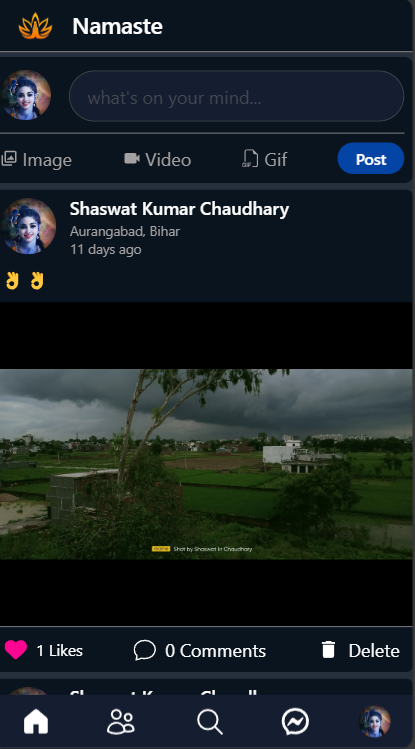 Namaste
what's on your mind...
Image Video Gif Post
Shaswat Kumar Chaudhary
Aurangabad, Bihar
11 days ago
Shot by Shaswat kr Chaudhary
1 Likes 0 Comments Delete